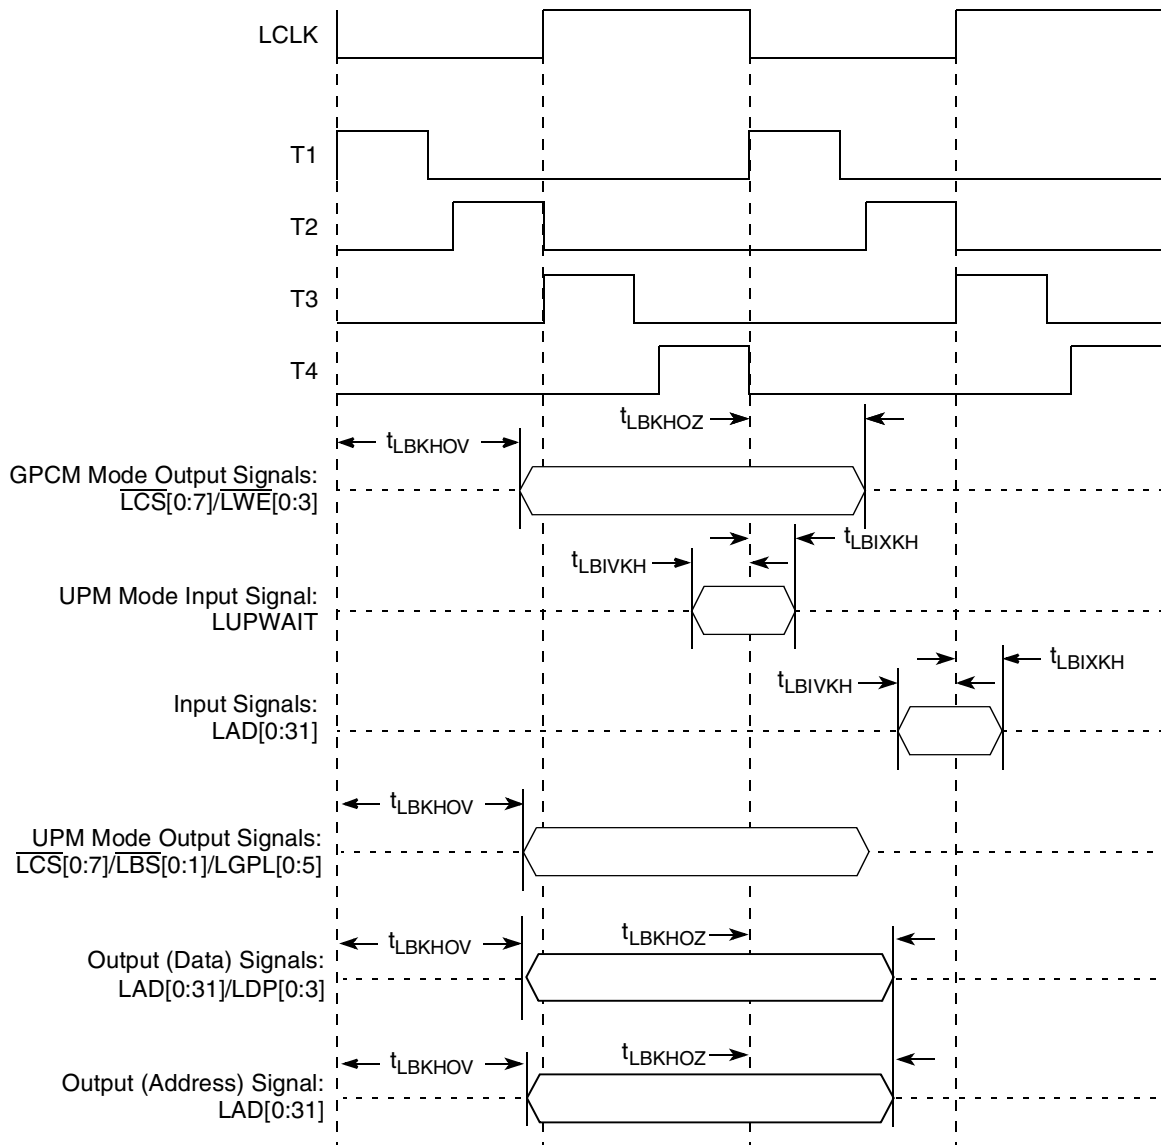 LCLK
T1
T2
T3
T4
tLBKHOZ
tLBKHOV
GPCM Mode Output Signals:
LCS[0:7]/LWE[0:3]
tLBIXKH
tLBIVKH
UPM Mode Input Signal:
LUPWAIT
tLBIXKH
tLBIVKH
Input Signals:
LAD[0:31]
tLBKHOV
UPM Mode Output Signals:
LCS[0:7]/LBS[0:1]/LGPL[0:5]
tLBKHOZ
tLBKHOV
Output (Data) Signals:
LAD[0:31]/LDP[0:3]
tLBKHOZ
tLBKHOV
Output (Address) Signal:
LAD[0:31]